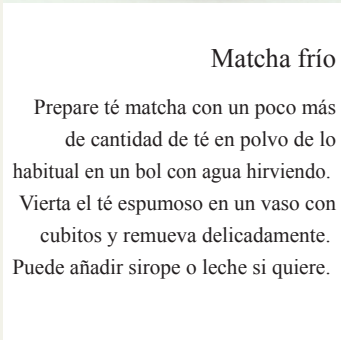 Matcha frío
Prepare té matcha con un poco más
de cantidad de té en polvo de lo
habitual en un bol con agua hirviendo.
Vierta el té espumoso en un vaso con
cubitos y remueva delicadamente.
Puede añadir sirope o leche si quiere.